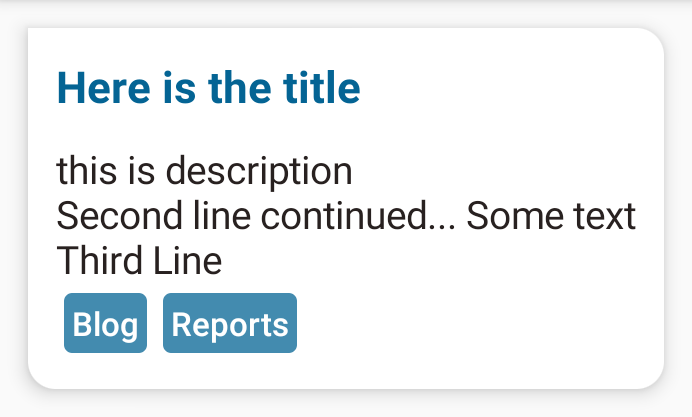 Here is the title
this is description
Second line continued... Some text
Third Line
Blog Reports